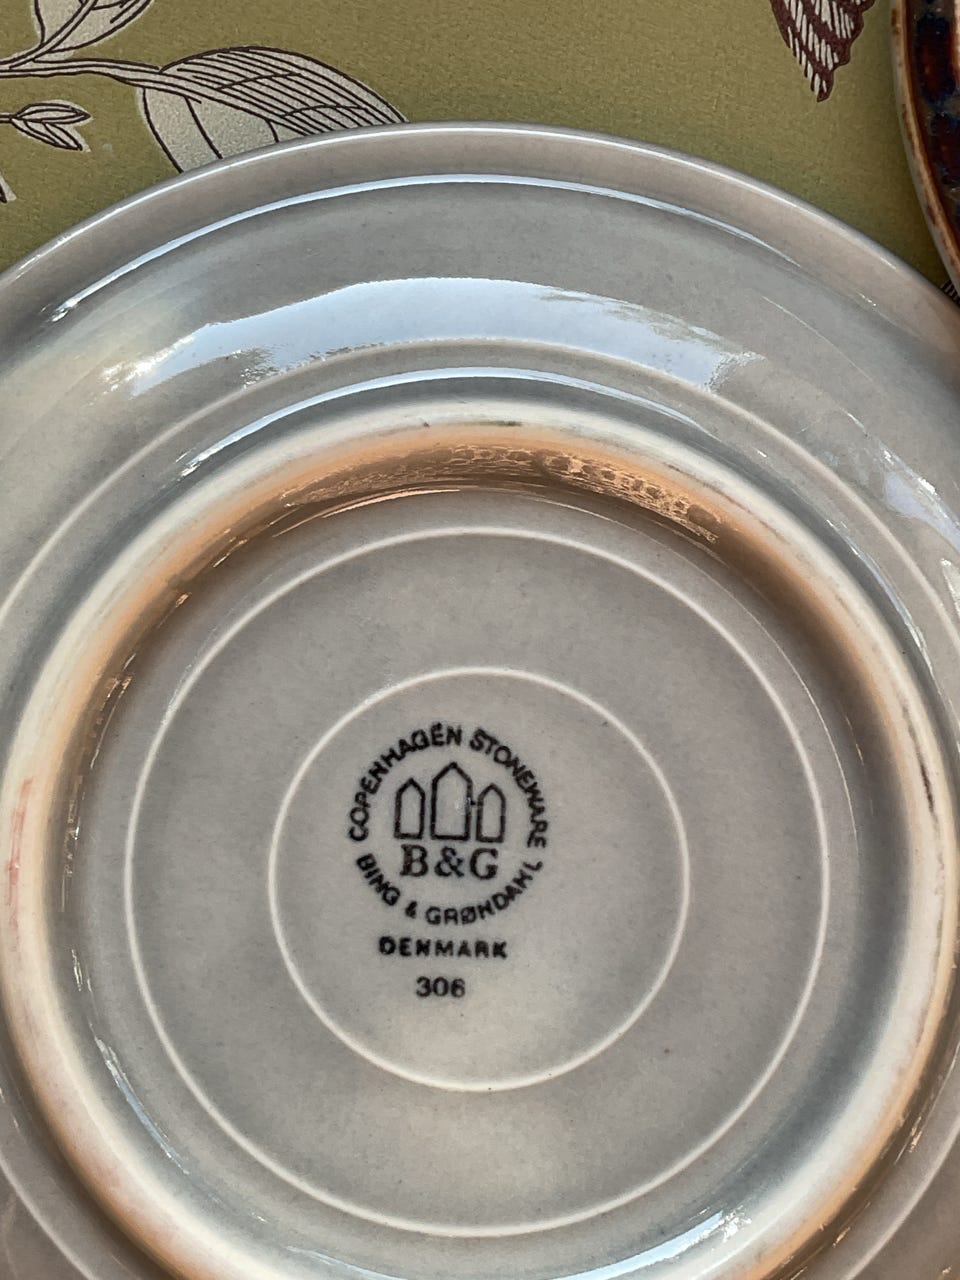 COPENHAGEN STONEWARE
B&G
BING & GRØNDAHL
DENMARK
306